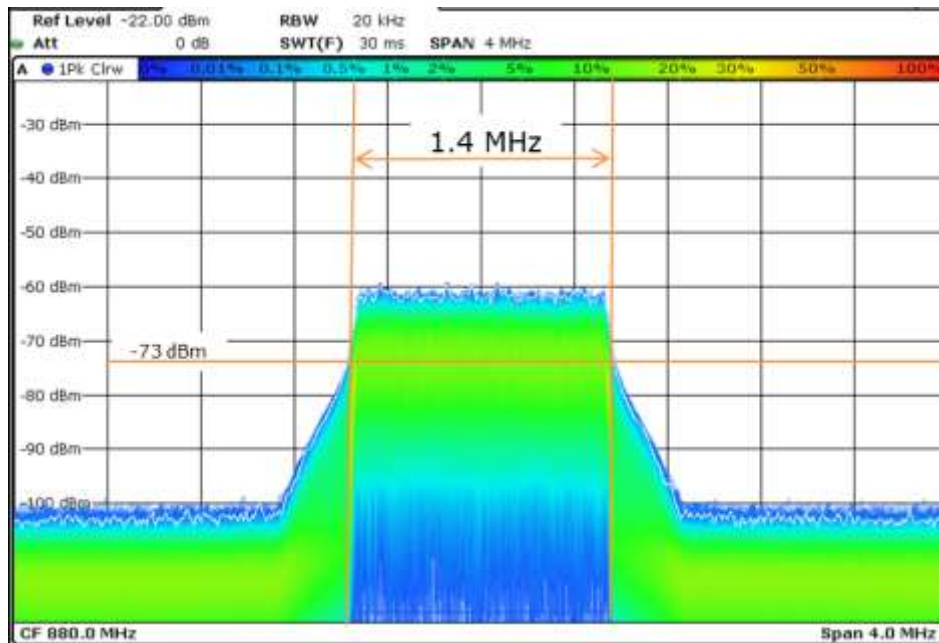 Ref Level -22.00 dBm RBW 20 kHz
Att 0 dB SWT(F) 30 ms SPAN 4 MHz
A 1Pk Clrw 0% 0.01% 0.1% 0.5% 1% 2% 5% 10% 20% 30% 50% 100%
-30 dBm
1.4 MHz
-40 dBm
-50 dBm
-60 dBm
-70 dBm
-73 dBm
-80 dBm
-90 dBm
-100 dBm
CF 880.0 MHz Span 4.0 MHz